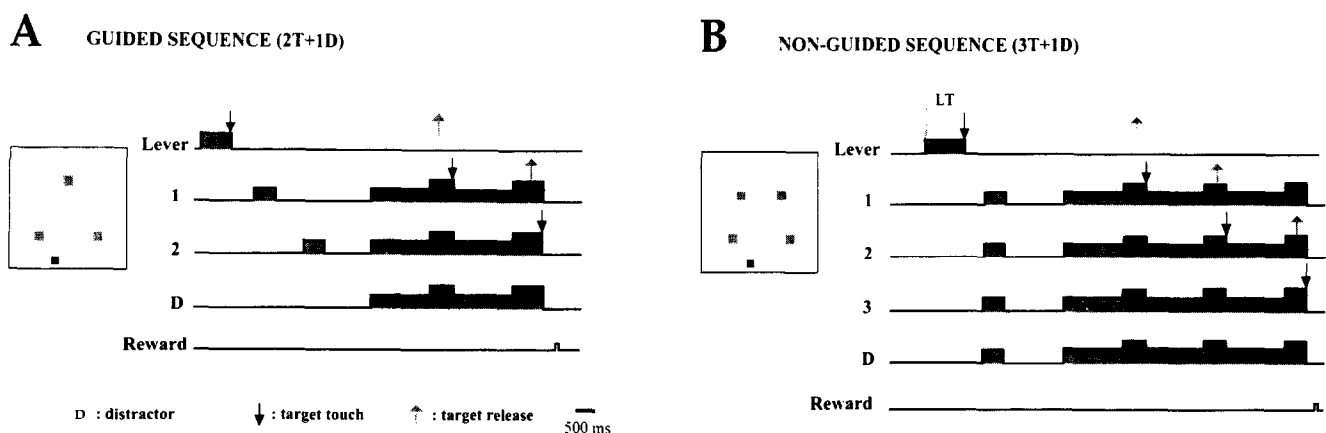 A GUIDED SEQUENCE (2T+1D)
Lever
1
2
D
Reward
D : distractor
: target touch
: target release
500 ms
B NON-GUIDED SEQUENCE (3T+1D)
LT
Lever
1
2
3
D
Reward